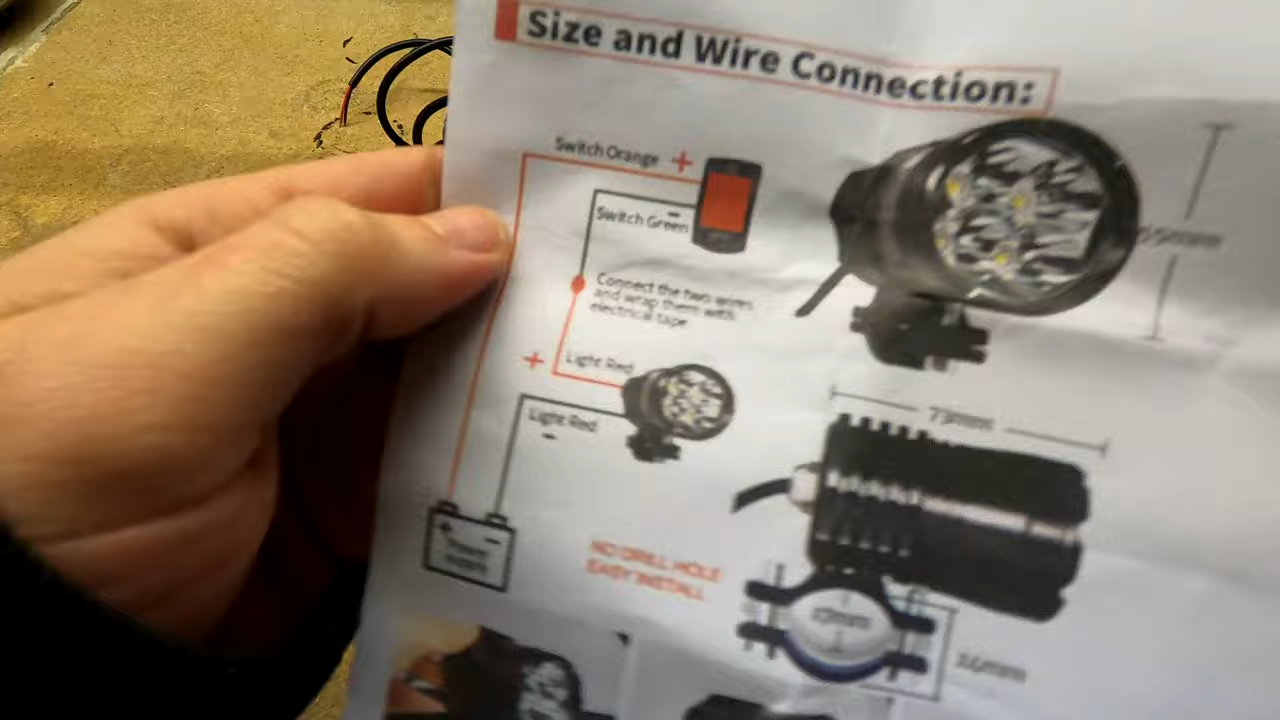 Size and Wire Connection:
Switch Orange +
Switch Green -
Connect the two wires
and wrap them with
electrical tape
+ Light Red
Light Red
-
73mm
+ -
NO DRILL HOLE
EASY INSTALL